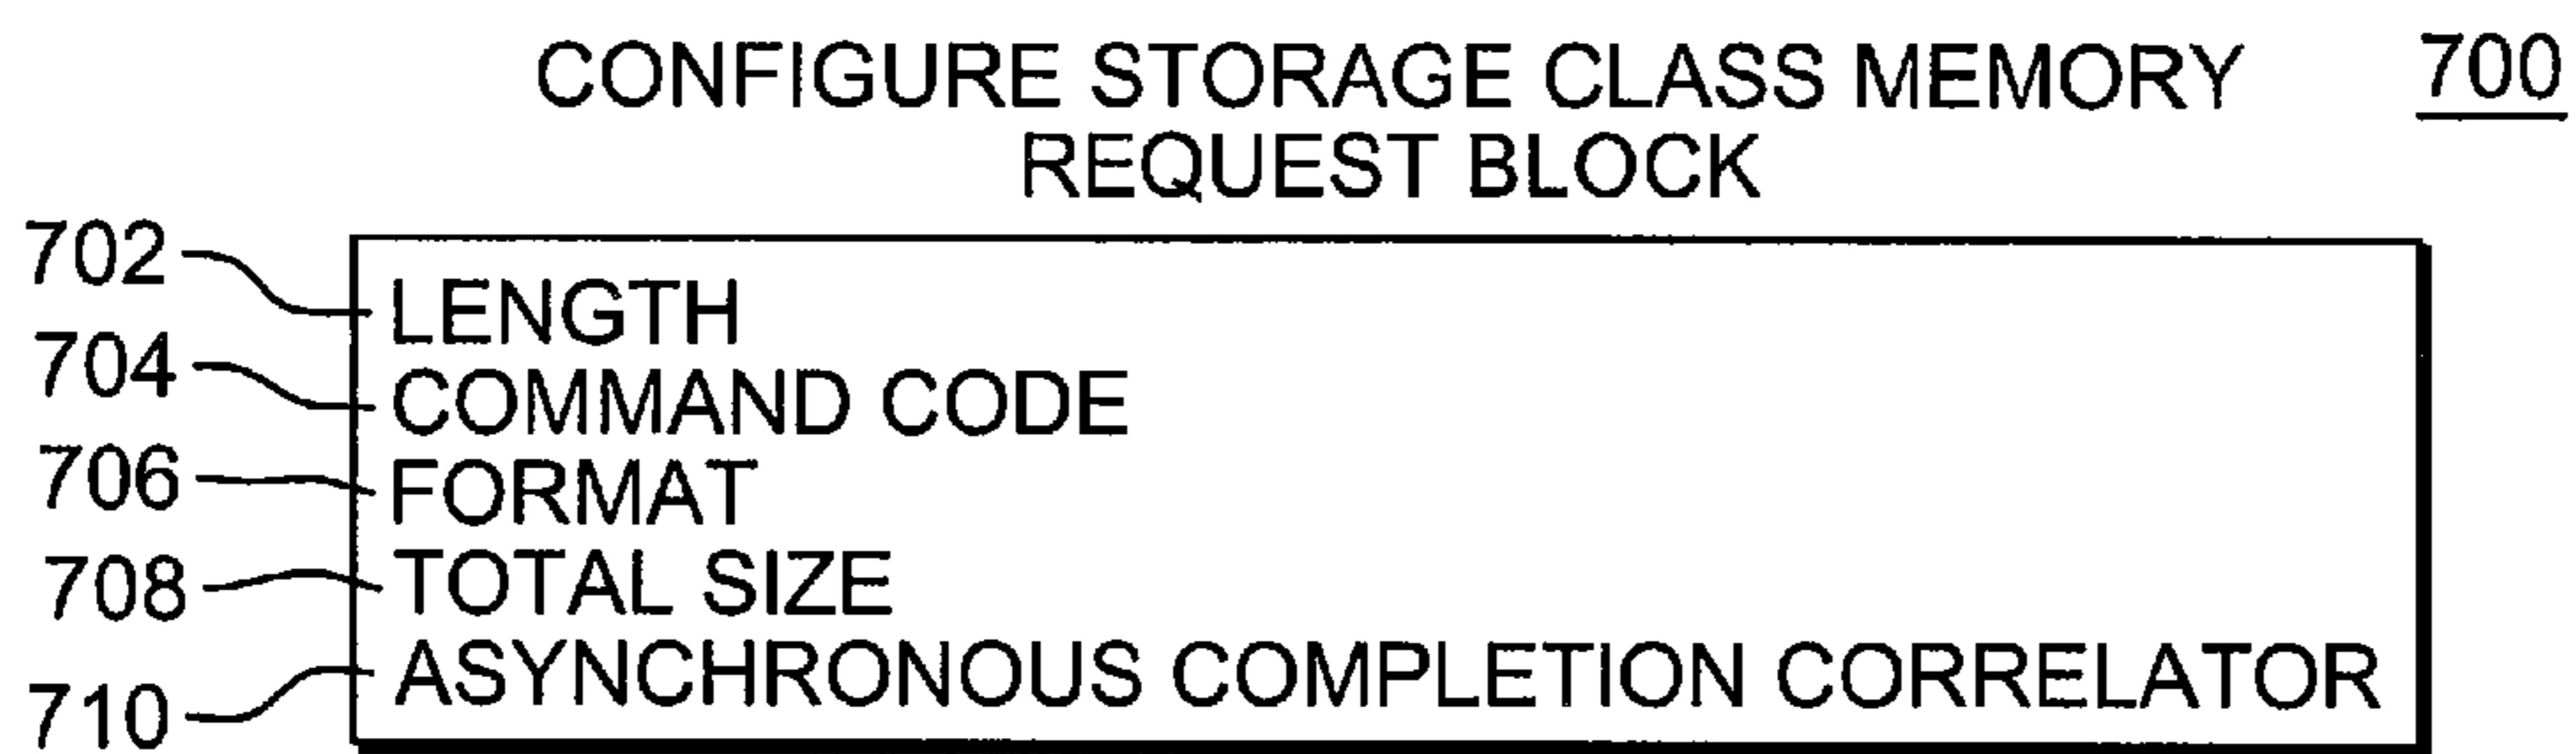 CONFIGURE STORAGE CLASS MEMORY 700
REQUEST BLOCK
702 LENGTH
704 COMMAND CODE
706 FORMAT
708 TOTAL SIZE
710 ASYNCHRONOUS COMPLETION CORRELATOR